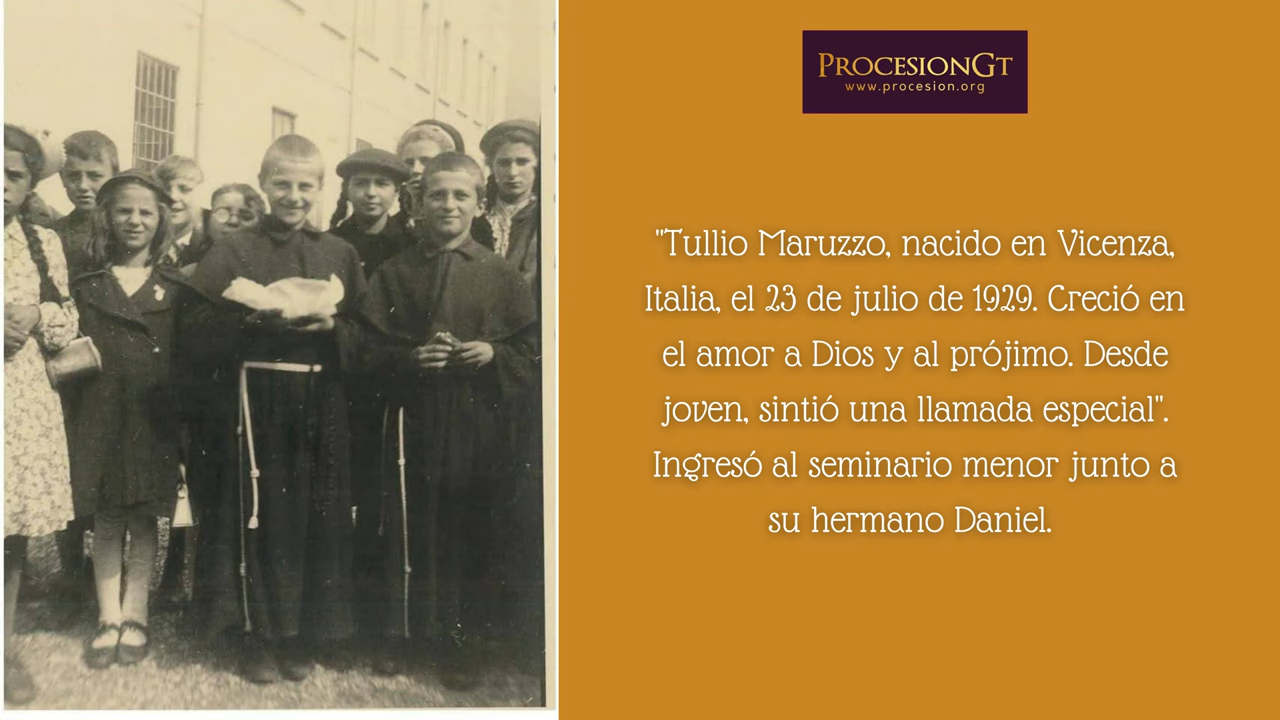 PROCESIONGT
www.procesion.org
"Tullio Maruzzo, nacido en Vicenza,
Italia, el 23 de julio de 1929. Creció en
el amor a Dios y al prójimo. Desde
joven, sintió una llamada especial".
Ingresó al seminario menor junto a
su hermano Daniel.